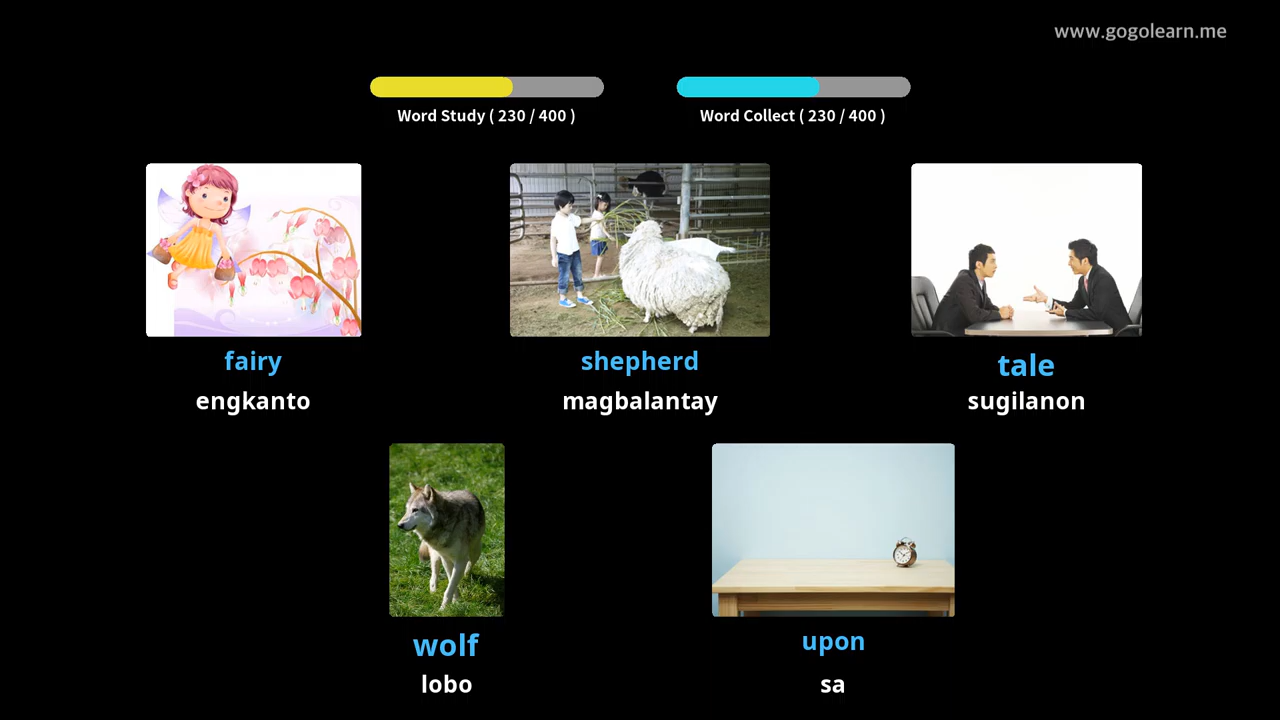 www.gogolearn.me
Word Study ( 230 / 400 )
Word Collect ( 230 / 400 )
fairy
engkanto
shepherd
magbalantay
tale
sugilanon
wolf
lobo
upon
sa